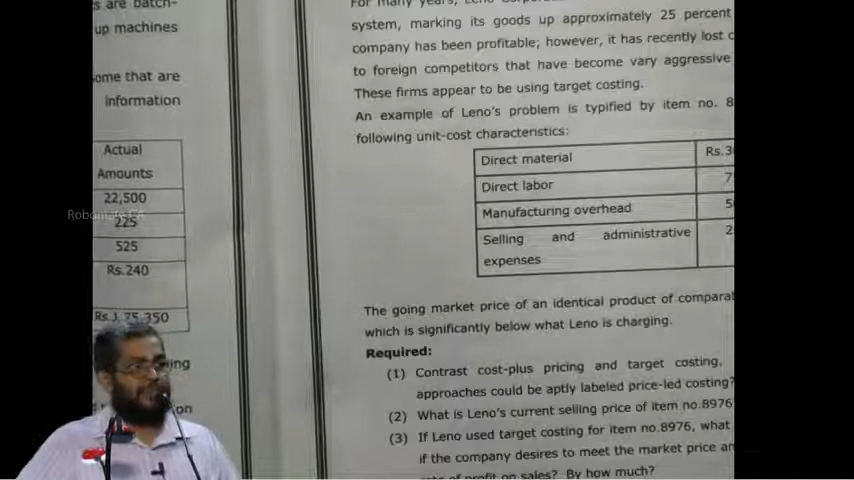 s are batch-
up machines
ome that are
information
Actual
Amounts
22,500
225
525
Rs.240
Rs.1,75,350
ing
on
For many years, Leno
system, marking its goods up approximately 25 percent
company has been profitable; however, it has recently lost
to foreign competitors that have become vary aggressive
These firms appear to be using target costing.
An example of Leno's problem is typified by item no. 8
following unit-cost characteristics:
Direct material Rs.3
Direct labor 7
Manufacturing overhead 5
Selling and administrative 2
expenses
The going market price of an identical product of comparab
which is significantly below what Leno is charging.
Required:
(1) Contrast cost-plus pricing and target costing.
approaches could be aptly labeled price-led costing?
(2) What is Leno's current selling price of item no.8976
(3) If Leno used target costing for item no.8976, what
if the company desires to meet the market price an
rate of profit on sales? By how much?